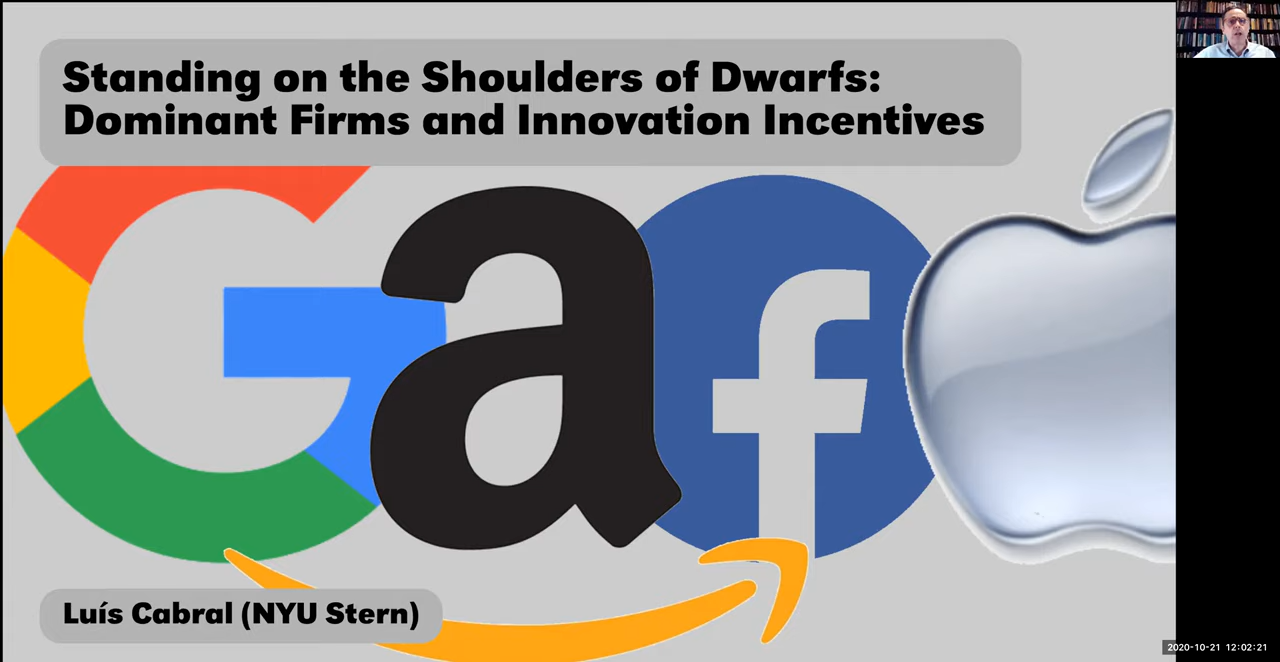 Standing on the Shoulders of Dwarfs:
Dominant Firms and Innovation Incentives
G
a
f
Luís Cabral (NYU Stern)
2020-10-21 12:02:21